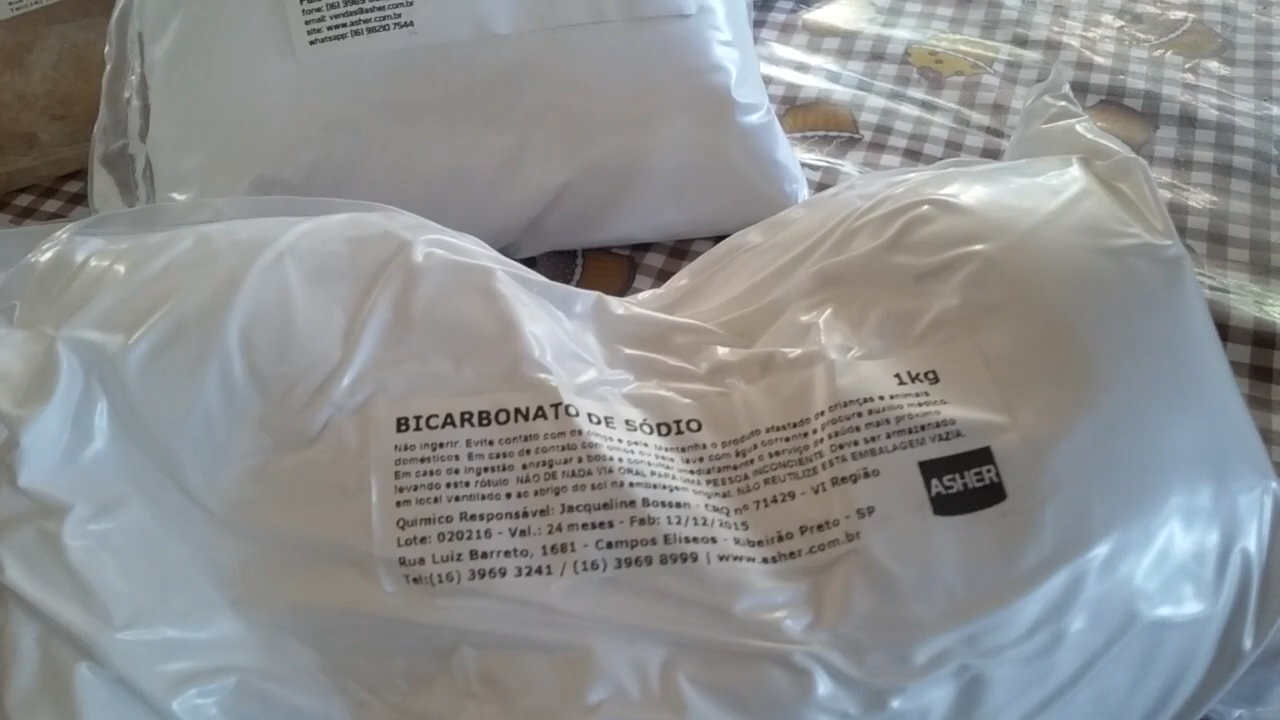 fone: (16) 3969
email: vendas@asher.com.br
site: www.asher.com.br
whatsapp: (16) 98210 7544
1kg
BICARBONATO DE SÓDIO
Não ingerir. Evite contato com os olhos e pele. Mantenha o produto afastado de crianças e animais
domésticos. Em caso de contato com olhos ou pele, lave com água corrente e procure auxílio médico.
Em caso de ingestão, enxaguar a boca e consultar imediatamente o serviço de saúde mais próximo
levando este rótulo. NÃO DE NADA VIA ORAL PARA UMA PESSOA INCONCIENTE. Deve ser armazenado
em local ventilado e ao abrigo do sol na embalagem original. NÃO REUTILIZE ESTA EMBALAGEM VAZIA.
Químico Responsável: Jacqueline Bossan - CRQ nº 71429 - VI Região
Lote: 020216 - Val.: 24 meses - Fab: 12/12/2015
Rua Luiz Barreto, 1681 - Campos Elíseos - Ribeirão Preto - SP
Tel:(16) 3969 3241 / (16) 3969 8999 | www.asher.com.br
ASHER